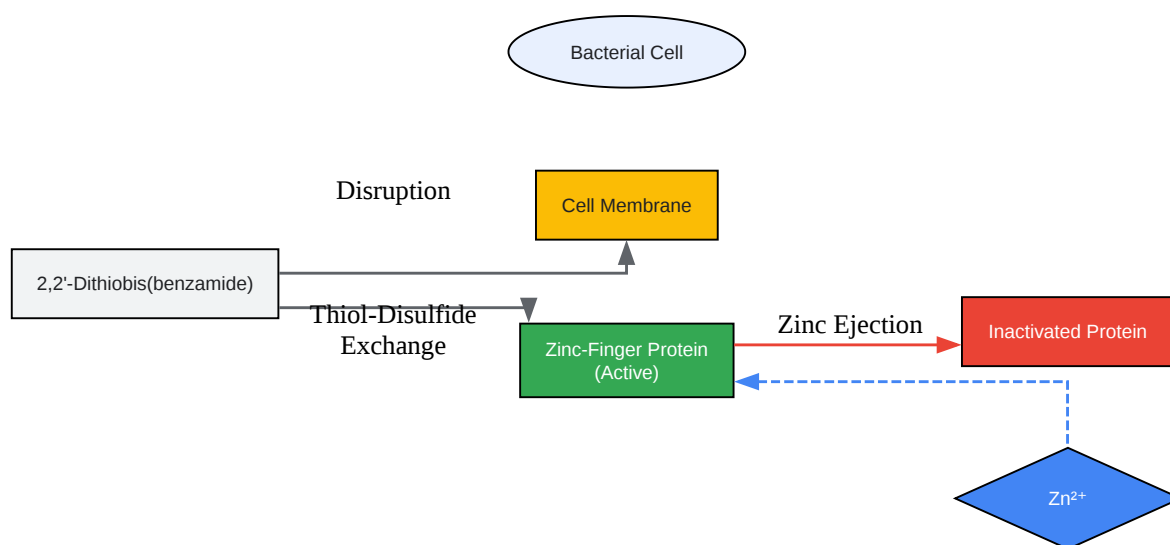 Bacterial Cell
Disruption
Cell Membrane
2,2'-Dithiobis(benzamide)
Thiol-Disulfide
Exchange
Zinc-Finger Protein
(Active)
Zinc Ejection
Inactivated Protein
Zn²⁺